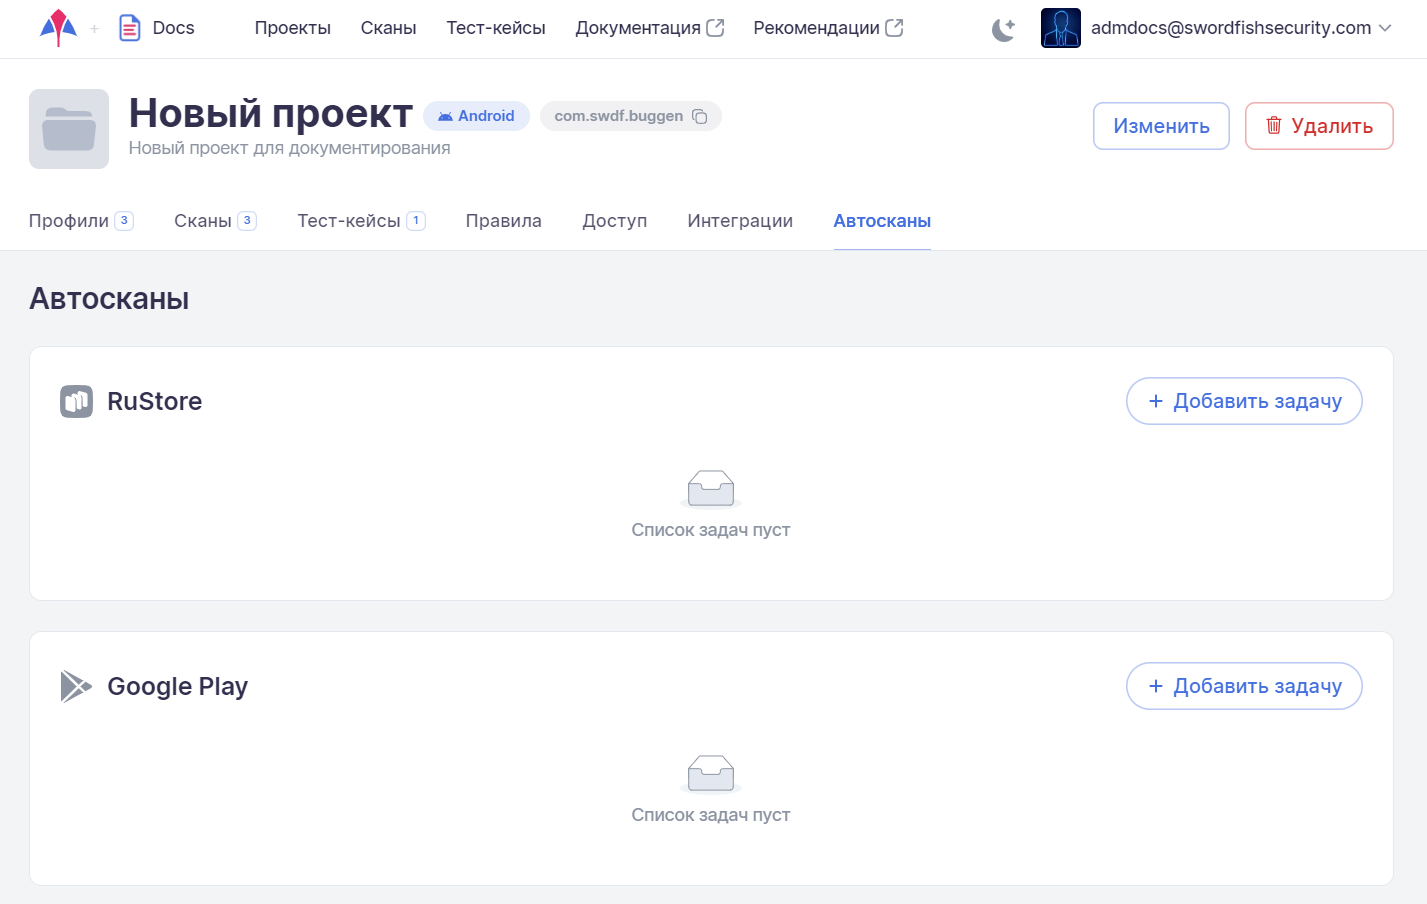 Docs Проекты Сканы Тест-кейсы Документация Рекомендации admdocs@swordfishsecurity.com
Новый проект Android com.swdf.buggen
Новый проект для документирования
Изменить Удалить
Профили 3 Сканы 3 Тест-кейсы 1 Правила Доступ Интеграции Автосканы
Автосканы
RuStore + Добавить задачу
Список задач пуст
Google Play + Добавить задачу
Список задач пуст